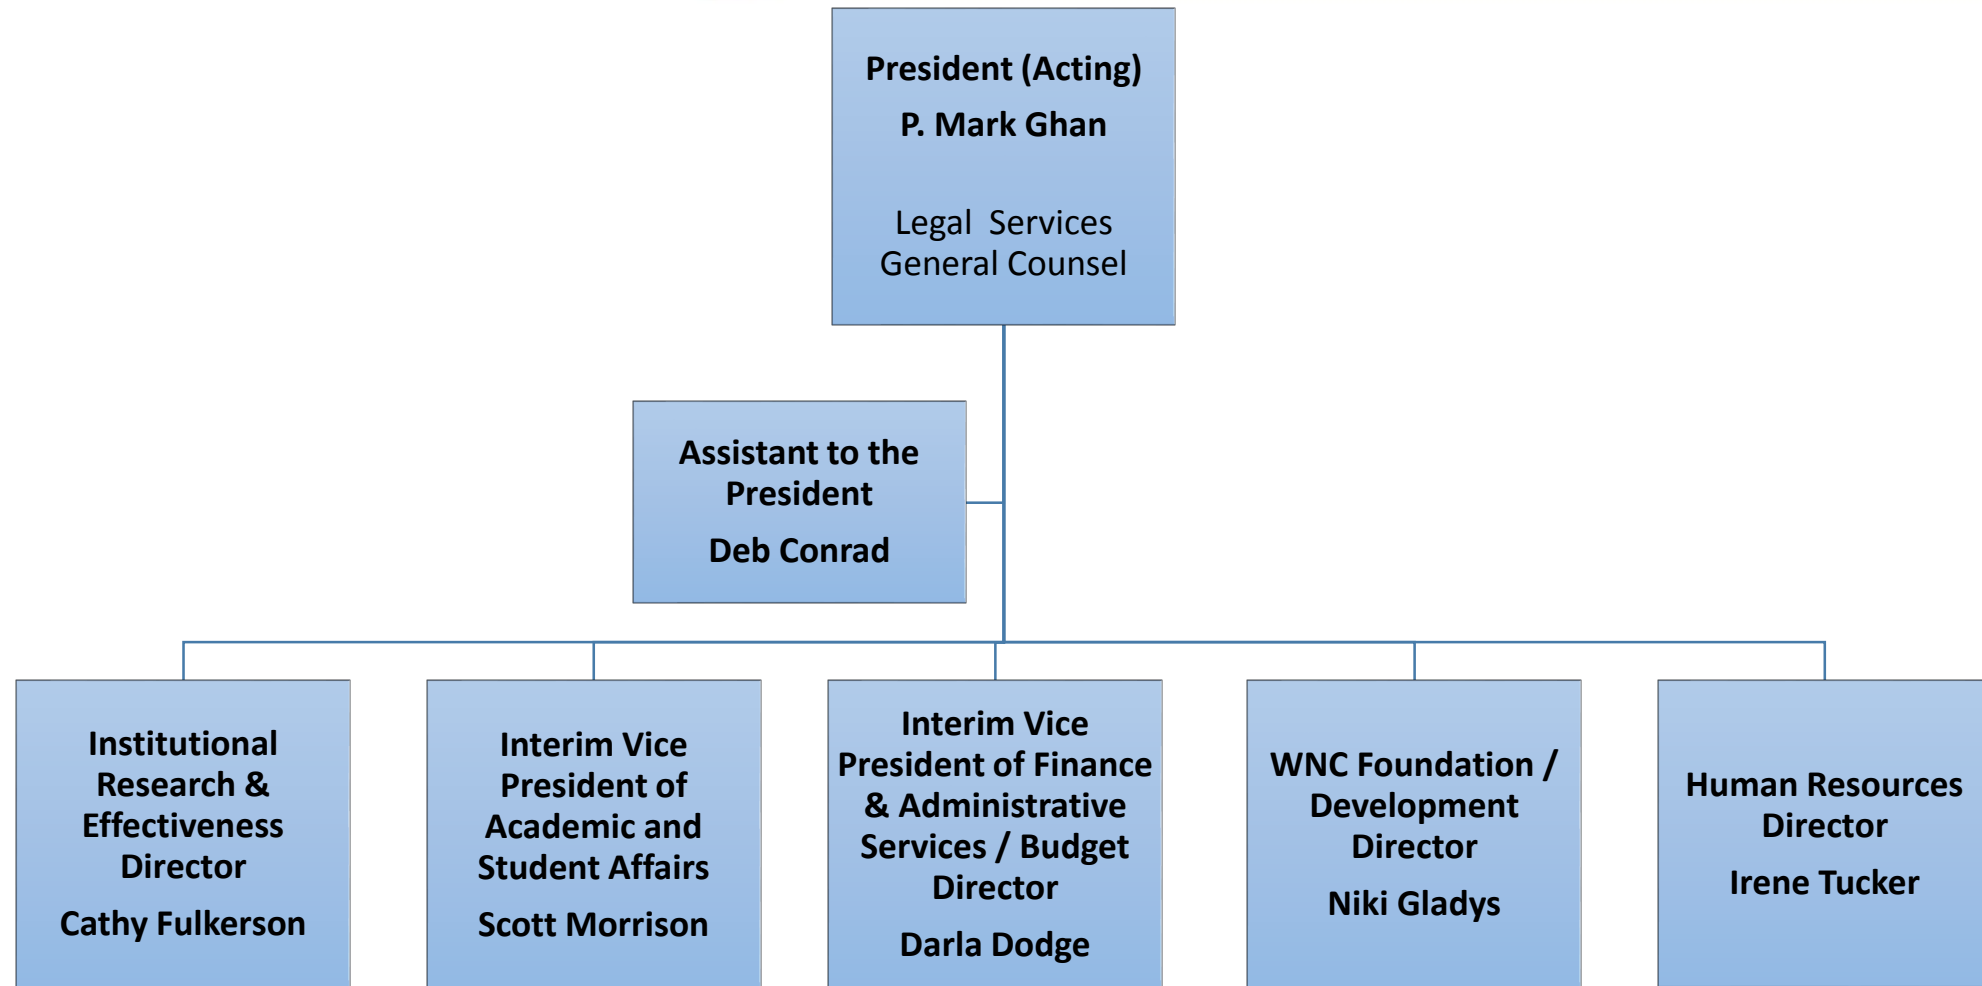 President (Acting)
P. Mark Ghan
Legal  Services
General Counsel
Assistant to the
President
Deb Conrad
Institutional
Research &
Effectiveness
Director
Cathy Fulkerson
Interim Vice
President of
Academic and
Student Affairs
Scott Morrison
Interim Vice
President of Finance
& Administrative
Services / Budget
Director
Darla Dodge
WNC Foundation /
Development
Director
Niki Gladys
Human Resources
Director
Irene Tucker